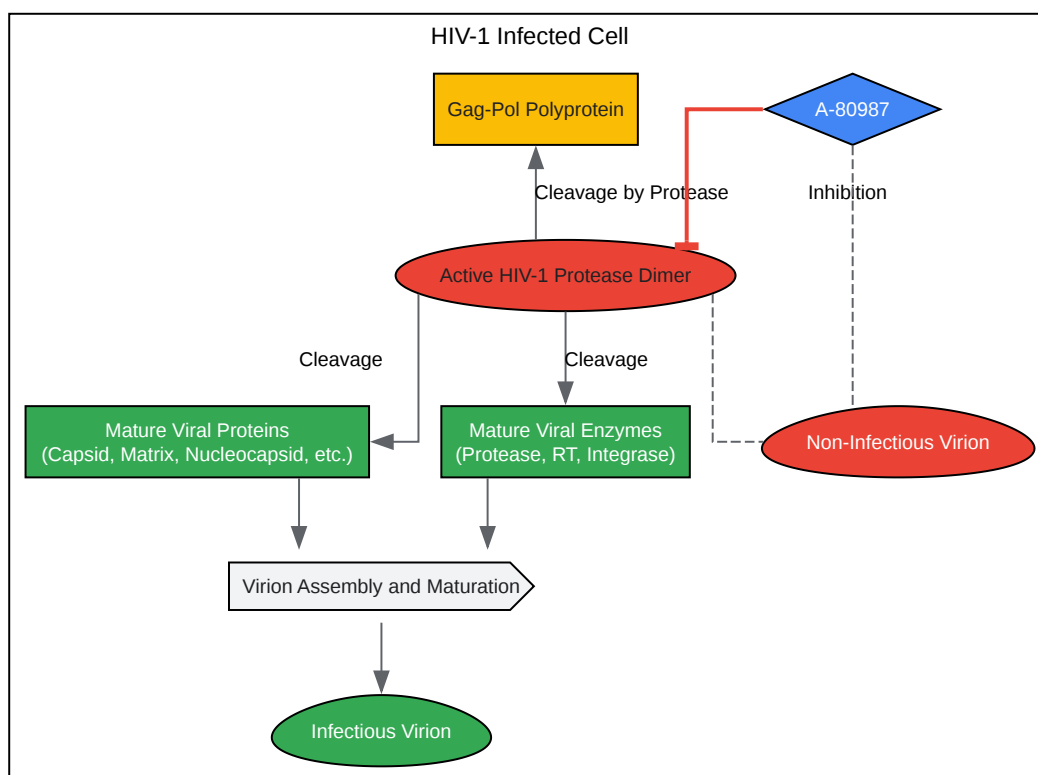 HIV-1 Infected Cell
Gag-Pol Polyprotein
A-80987
Cleavage by Protease
Inhibition
Active HIV-1 Protease Dimer
Cleavage
Cleavage
Mature Viral Proteins
(Capsid, Matrix, Nucleocapsid, etc.)
Mature Viral Enzymes
(Protease, RT, Integrase)
Non-Infectious Virion
Virion Assembly and Maturation
Infectious Virion